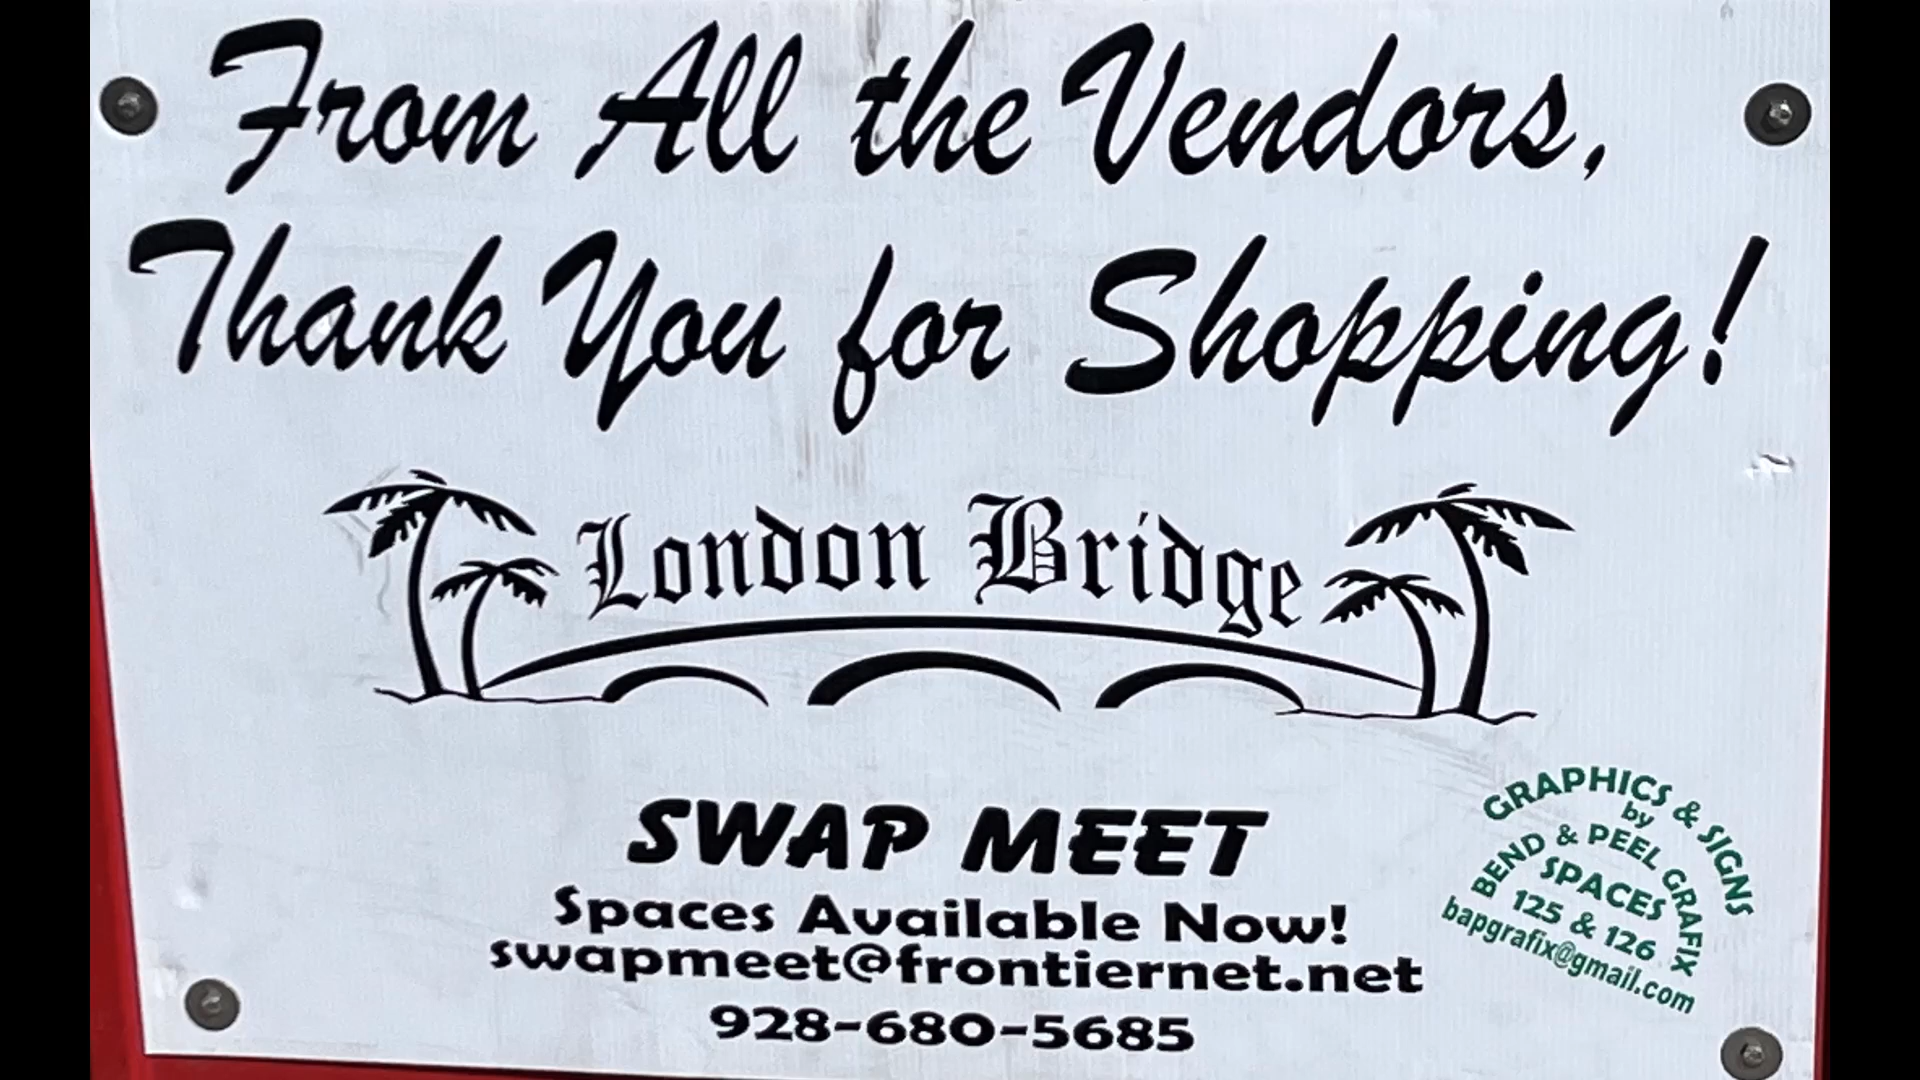 From All the Vendors,
Thank You for Shopping!
London Bridge
SWAP MEET
Spaces Available Now!
swapmeet@frontiernet.net
928-680-5685
GRAPHICS & SIGNS
by
BEND & PEEL GRAFIX
SPACES
125 & 126
bapgrafix@gmail.com